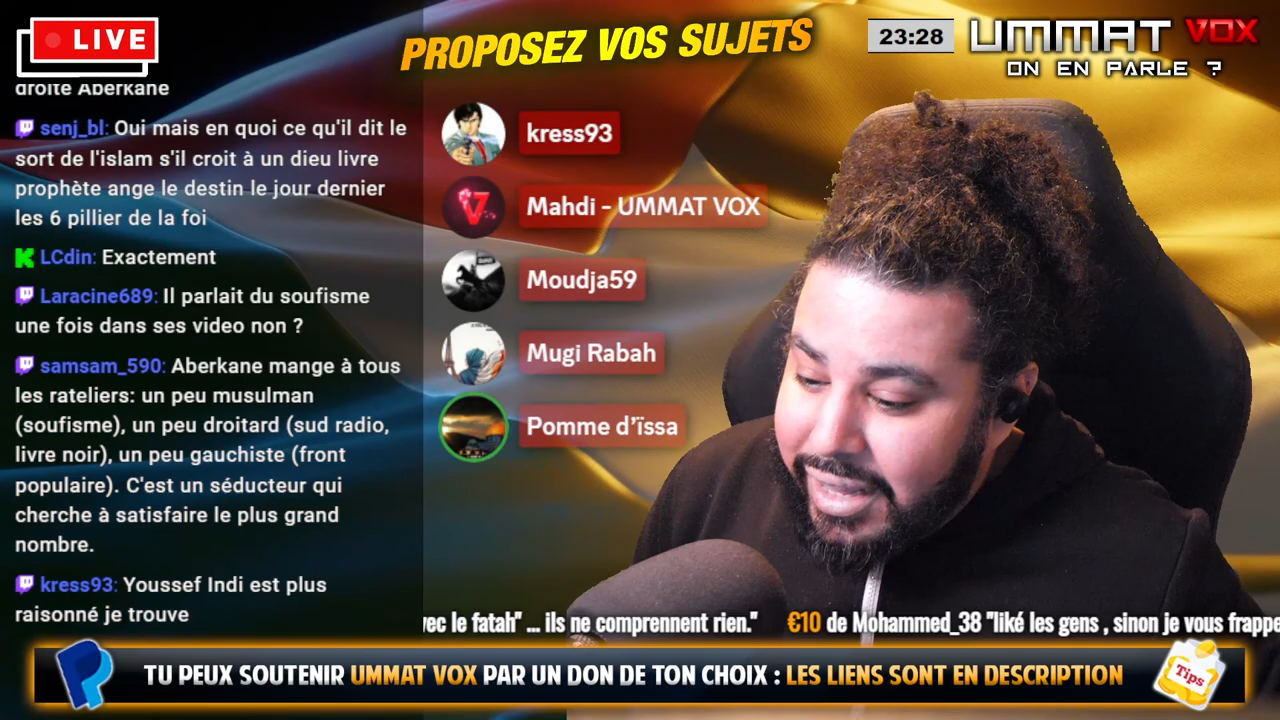 LIVE
PROPOSEZ VOS SUJETS
23:28
UMMAT VOX
ON EN PARLE ?
droite Aberkane
senj_bl: Oui mais en quoi ce qu'il dit le
sort de l'islam s'il croit à un dieu livre
prophète ange le destin le jour dernier
les 6 pillier de la foi
LCdin: Exactement
Laracine689: Il parlait du soufisme
une fois dans ses video non ?
samsam_590: Aberkane mange à tous
les rateliers: un peu musulman
(soufisme), un peu droitard (sud radio,
livre noir), un peu gauchiste (front
populaire). C'est un séducteur qui
cherche à satisfaire le plus grand
nombre.
kress93: Youssef Indi est plus
raisonné je trouve
kress93
Mahdi - UMMAT VOX
Moudja59
Mugi Rabah
Pomme d'ïssa
vec le fatah" ... ils ne comprennent rien." €10 de Mohammed_38 "liké les gens , sinon je vous frappe
TU PEUX SOUTENIR UMMAT VOX PAR UN DON DE TON CHOIX : LES LIENS SONT EN DESCRIPTION
Tips